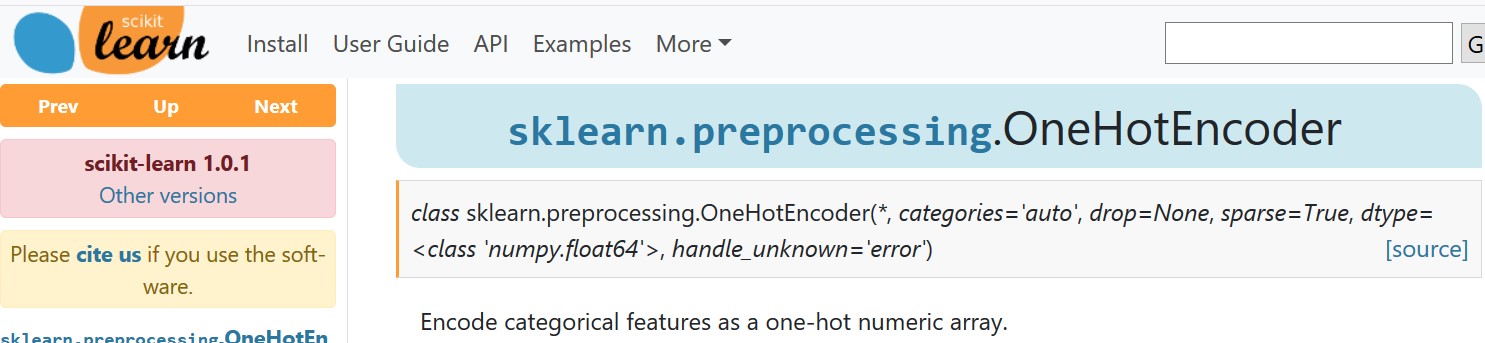 scikit
learn
Install User Guide API Examples More
G
Prev Up Next
scikit-learn 1.0.1
Other versions
Please cite us if you use the soft-
ware.
sklearn.preprocessing.OneHotEn
sklearn.preprocessing.OneHotEncoder
class sklearn.preprocessing.OneHotEncoder(*, categories='auto', drop=None, sparse=True, dtype=
<class 'numpy.float64'>, handle_unknown='error') [source]
Encode categorical features as a one-hot numeric array.